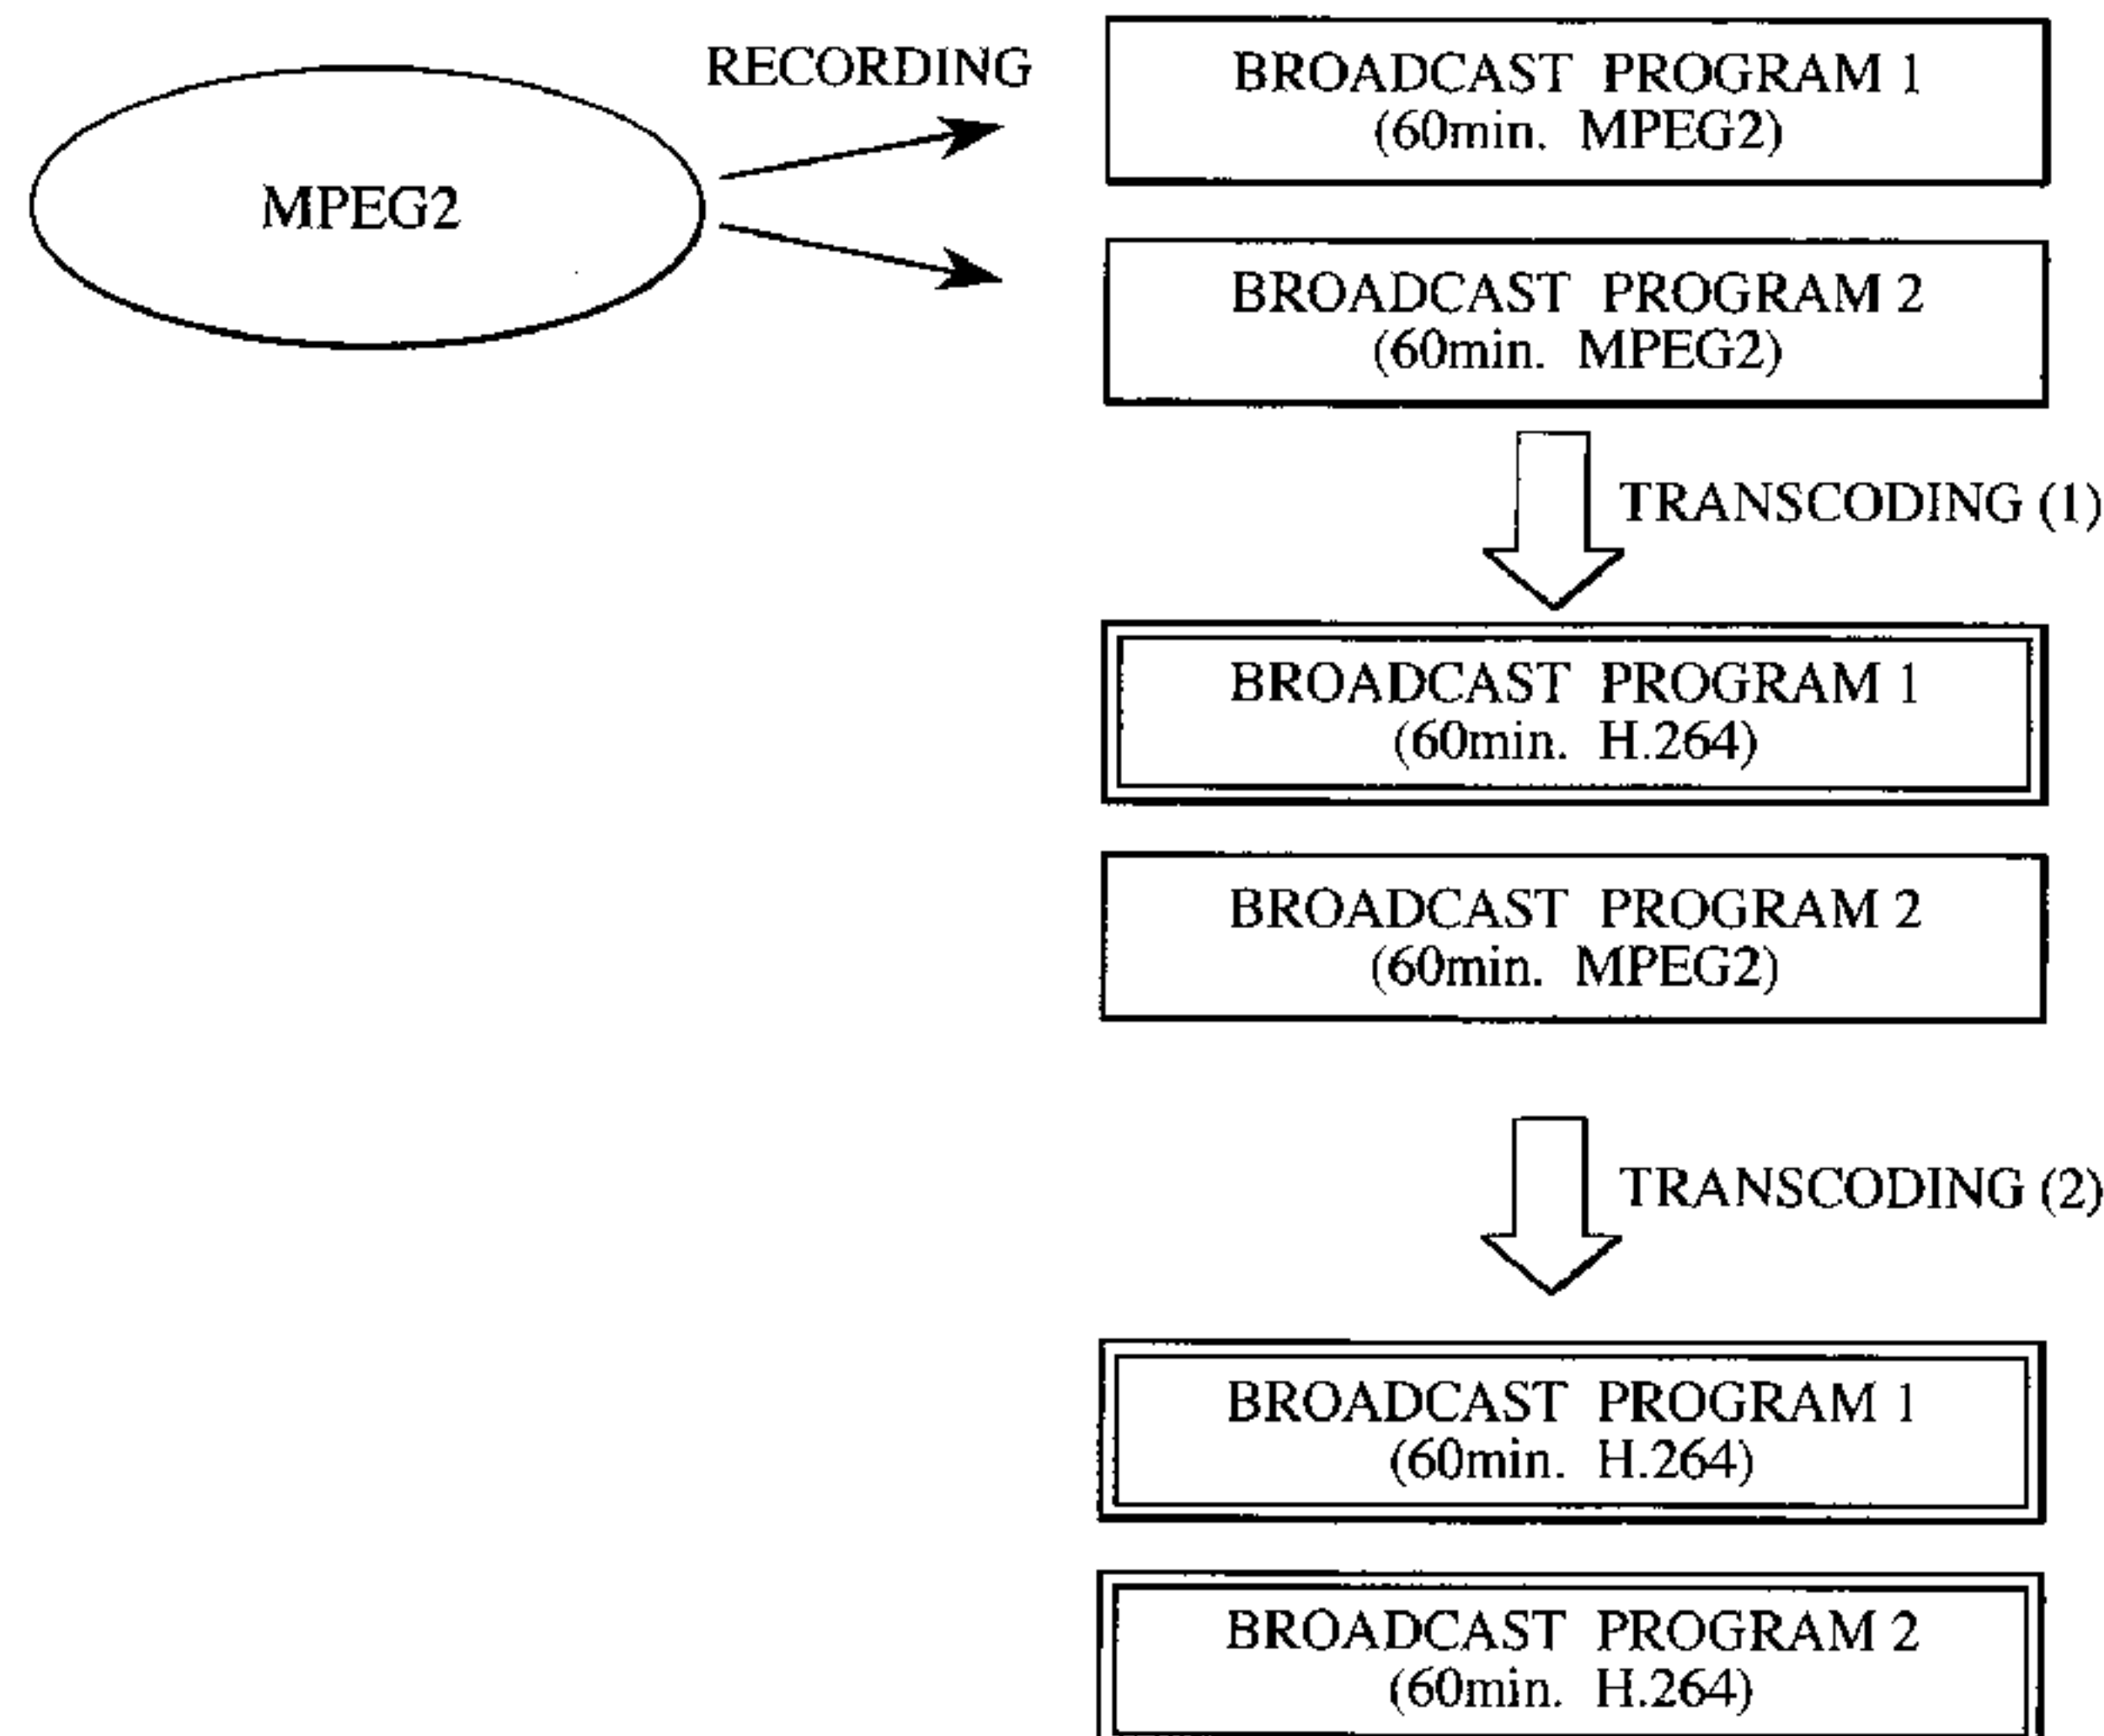 RECORDING
MPEG2
BROADCAST PROGRAM 1
(60min. MPEG2)
BROADCAST PROGRAM 2
(60min. MPEG2)
TRANSCODING (1)
BROADCAST PROGRAM 1
(60min. H.264)
BROADCAST PROGRAM 2
(60min. MPEG2)
TRANSCODING (2)
BROADCAST PROGRAM 1
(60min. H.264)
BROADCAST PROGRAM 2
(60min. H.264)